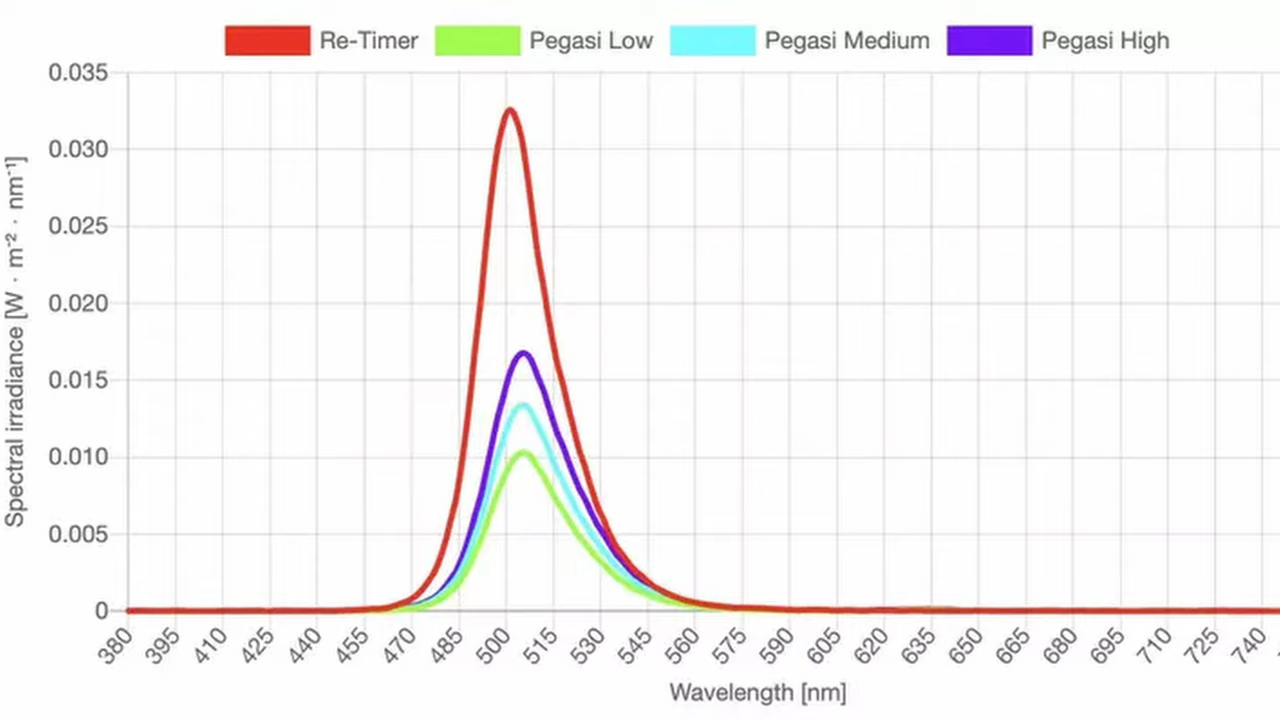 Re-Timer Pegasi Low Pegasi Medium Pegasi High
Spectral irradiance [W · m⁻² · nm⁻¹]
0.035
0.030
0.025
0.020
0.015
0.010
0.005
0
380 395 410 425 440 455 470 485 500 515 530 545 560 575 590 605 620 635 650 665 680 695 710 725 740
Wavelength [nm]